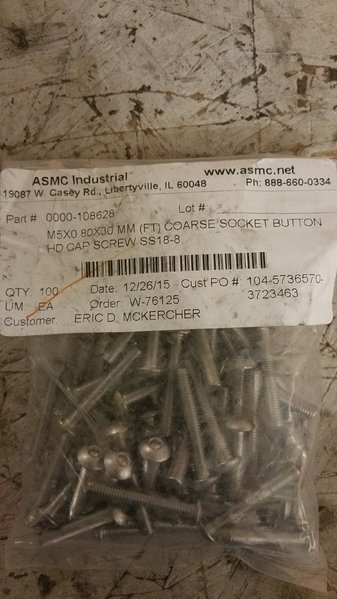 ASMC Industrial www.asmc.net
19087 W. Casey Rd., Libertyville, IL 60048 Ph: 888-660-0334
Part # 0000-108628 Lot #
M5X0.80X30 MM (FT) COARSE SOCKET BUTTON
HD CAP SCREW SS18-8
QTY: 100 Date: 12/26/15 Cust PO #: 104-5736570-
UM: EA Order: W-76125 3723463
Customer: ERIC D. MCKERCHER